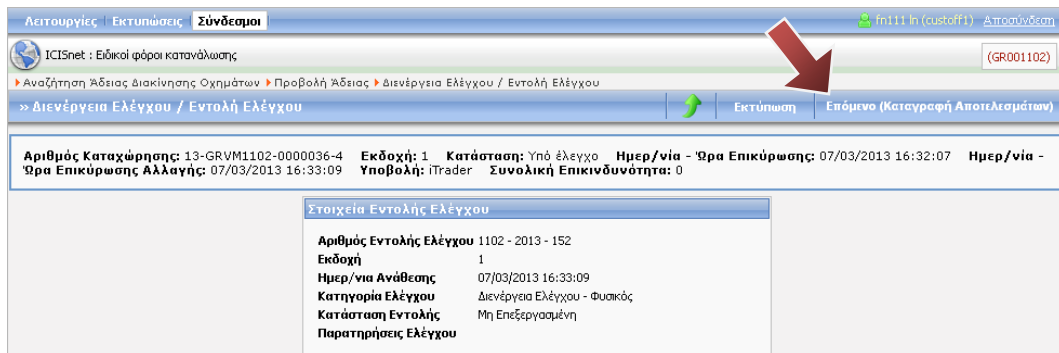 Λειτουργίες Εκτυπώσεις Σύνδεσμοι fn111 ln (custoff1) Αποσύνδεση
ICISnet : Ειδικοί φόροι κατανάλωσης (GR001102)
Αναζήτηση Άδειας Διακίνησης Οχημάτων Προβολή Άδειας Διενέργεια Ελέγχου / Εντολή Ελέγχου
» Διενέργεια Ελέγχου / Εντολή Ελέγχου Εκτύπωση Επόμενο (Καταγραφή Αποτελεσμάτων)
Αριθμός Καταχώρησης: 13-GRVM1102-0000036-4 Εκδοχή: 1 Κατάσταση: Υπό έλεγχο Ημερ/νία - Ώρα Επικύρωσης: 07/03/2013 16:32:07 Ημερ/νία -
Ώρα Επικύρωσης Αλλαγής: 07/03/2013 16:33:09 Υποβολή: iTrader Συνολική Επικινδυνότητα: 0
Στοιχεία Εντολής Ελέγχου
Αριθμός Εντολής Ελέγχου 1102 - 2013 - 152
Εκδοχή 1
Ημερ/νια Ανάθεσης 07/03/2013 16:33:09
Κατηγορία Ελέγχου Διενέργεια Ελέγχου - Φυσικός
Κατάσταση Εντολής Μη Επεξεργασμένη
Παρατηρήσεις Ελέγχου